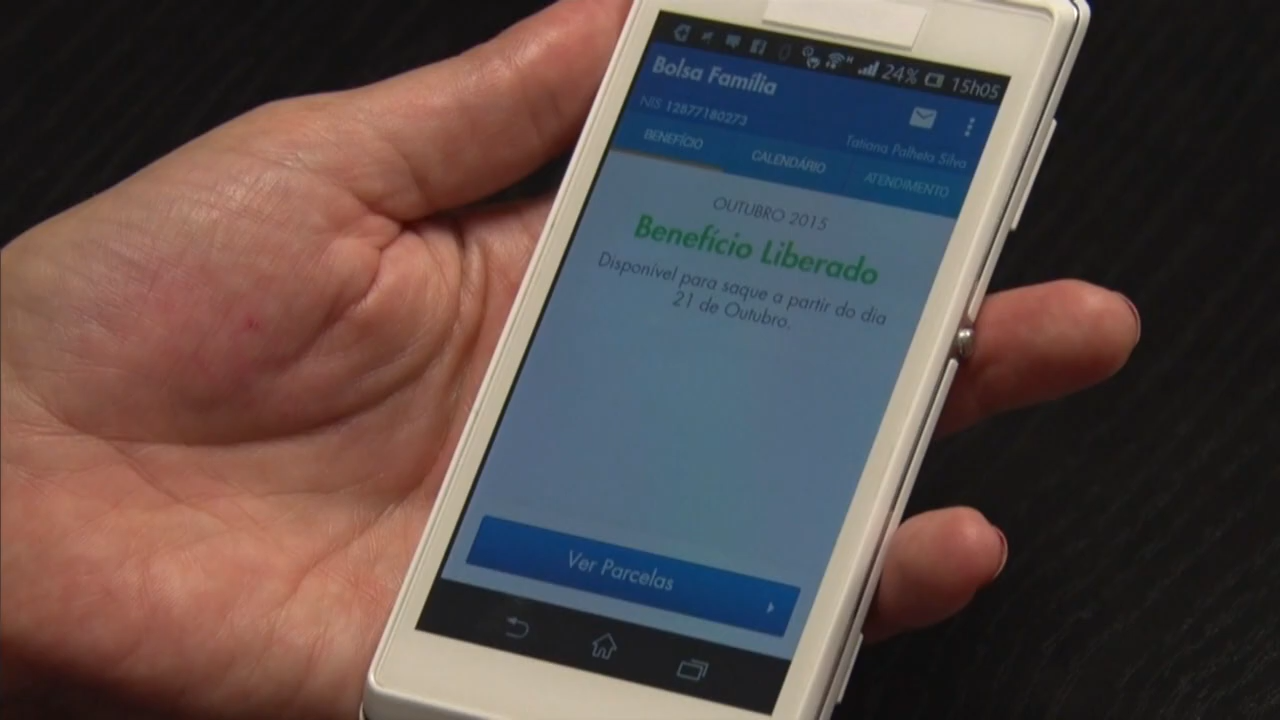 24% 15h05
Bolsa Família
NIS 12877180273
Tatiana Palheta Silva
BENEFÍCIO CALENDÁRIO ATENDIMENTO
OUTUBRO 2015
Benefício Liberado
Disponível para saque a partir do dia
21 de Outubro.
Ver Parcelas